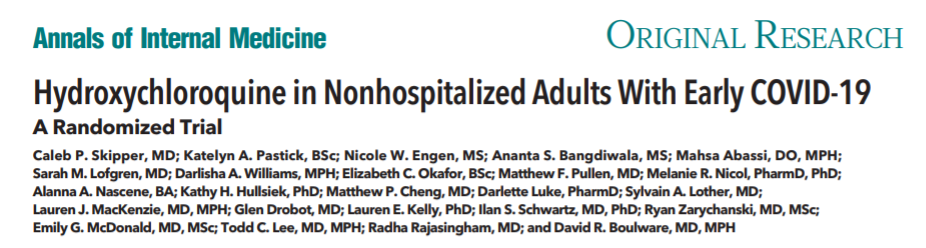 Annals of Internal Medicine
ORIGINAL RESEARCH
Hydroxychloroquine in Nonhospitalized Adults With Early COVID-19
A Randomized Trial
Caleb P. Skipper, MD; Katelyn A. Pastick, BSc; Nicole W. Engen, MS; Ananta S. Bangdiwala, MS; Mahsa Abassi, DO, MPH;
Sarah M. Lofgren, MD; Darlisha A. Williams, MPH; Elizabeth C. Okafor, BSc; Matthew F. Pullen, MD; Melanie R. Nicol, PharmD, PhD;
Alanna A. Nascene, BA; Kathy H. Hullsiek, PhD; Matthew P. Cheng, MD; Darlette Luke, PharmD; Sylvain A. Lother, MD;
Lauren J. MacKenzie, MD, MPH; Glen Drobot, MD; Lauren E. Kelly, PhD; Ilan S. Schwartz, MD, PhD; Ryan Zarychanski, MD, MSc;
Emily G. McDonald, MD, MSc; Todd C. Lee, MD, MPH; Radha Rajasingham, MD; and David R. Boulware, MD, MPH